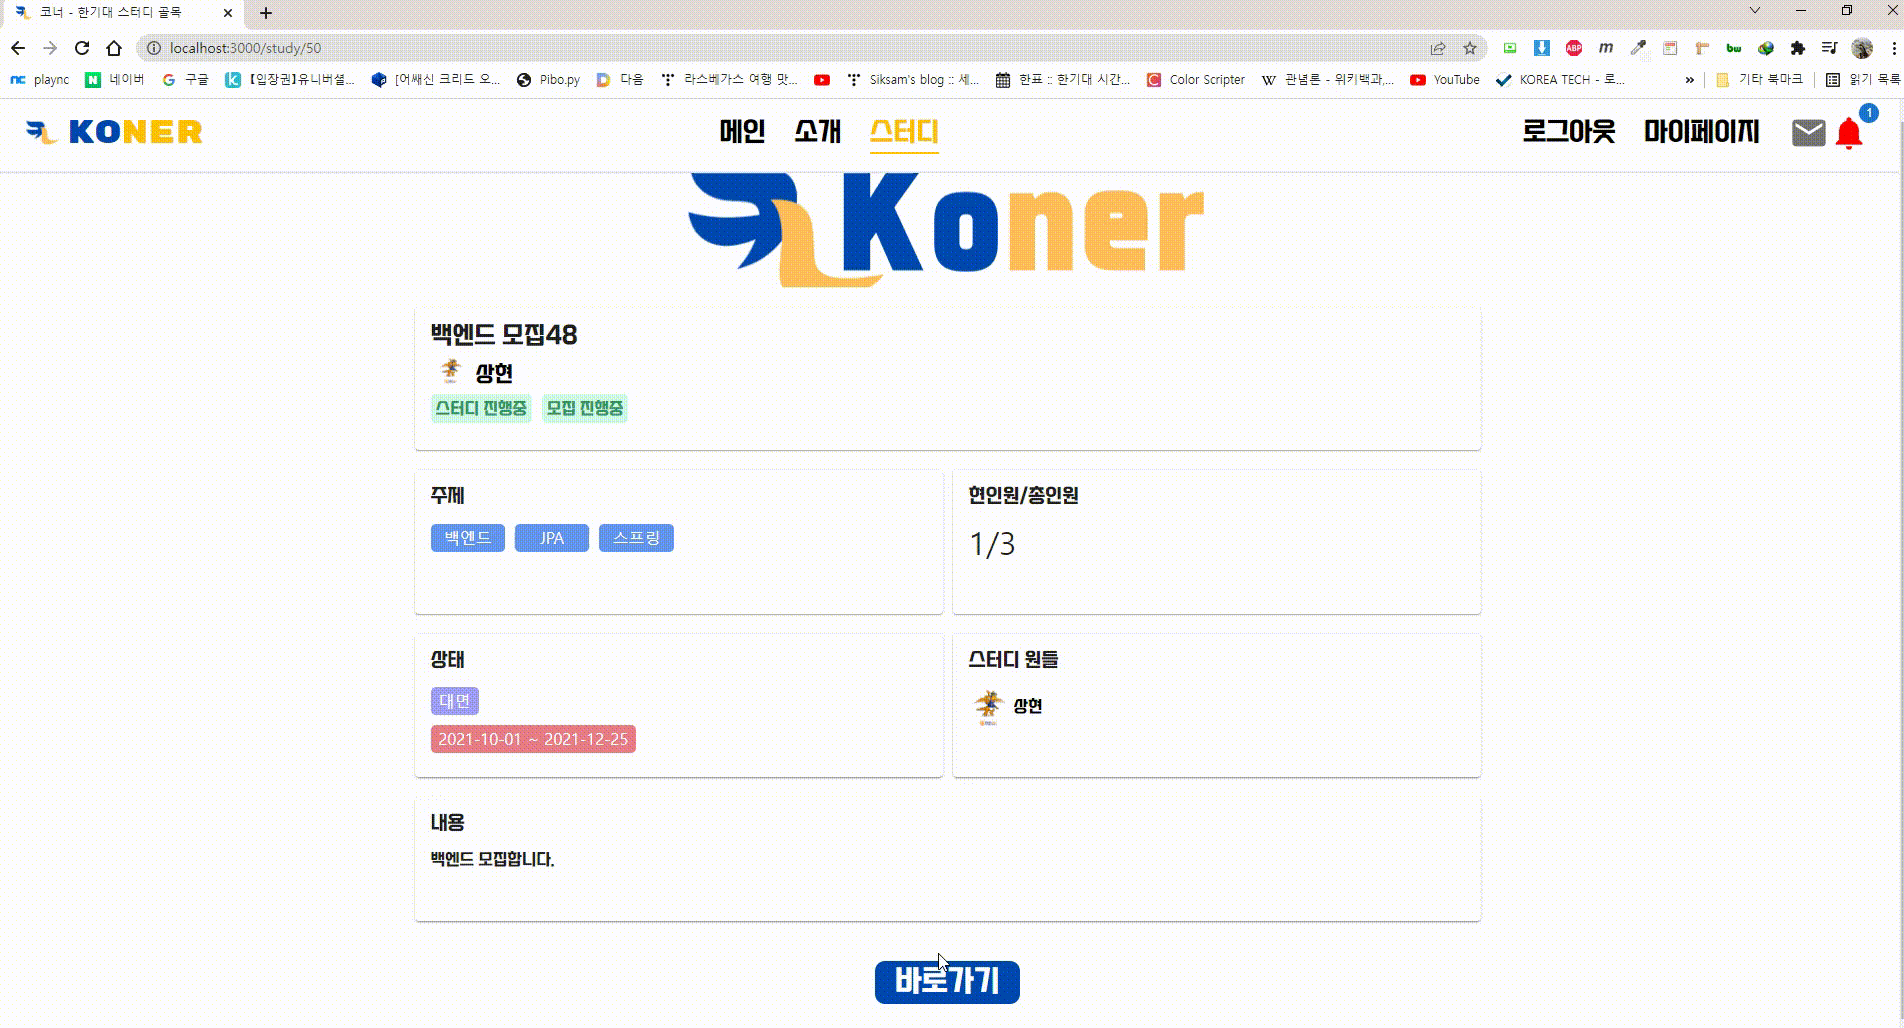 코너 - 한기대 스터디 골목
localhost:3000/study/50
ABP
m
bw
nc plaync N 네이버 G 구글 K 【입장권】유니버셜... [어쌔신 크리드 오... Pibo.py 다음 라스베가스 여행 맛... Siksam's blog :: 세... 한표 :: 한기대 시간... C Color Scripter W 관념론 - 위키백과,... YouTube KOREA TECH - 로... » 기타 북마크 읽기 목록
KONER 메인 소개 스터디 로그아웃 마이페이지 1
Koner
백엔드 모집48
상현
스터디 진행중 모집 진행중
주제
백엔드 JPA 스프링
현인원/총인원
1/3
상태
대면
2021-10-01 ~ 2021-12-25
스터디 원들
상현
내용
백엔드 모집합니다.
바로가기